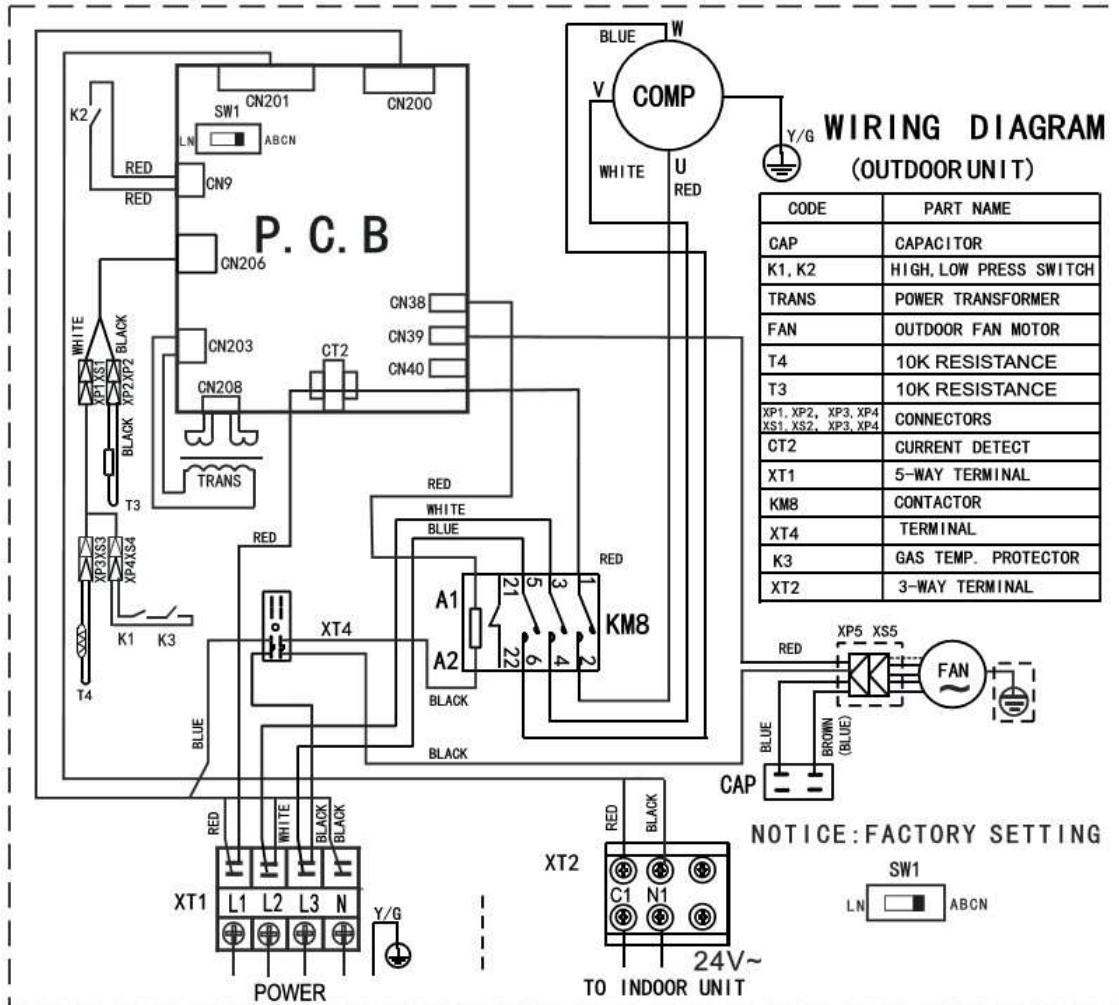 BLUE
W
V
COMP
Y/G
WHITE
U
RED
WIRING DIAGRAM
(OUTDOOR UNIT)
CN201
CN200
K2
SW1
LN
ABCN
RED
RED
CN9
P.C.B
CN206
CN38
CN39
CN40
CN203
CT2
CN208
WHITE
BLACK
XP1XS1
XP2XP2
BLACK
TRANS
T3
CODE PART NAME
CAP CAPACITOR
K1, K2 HIGH, LOW PRESS SWITCH
TRANS POWER TRANSFORMER
FAN OUTDOOR FAN MOTOR
T4 10K RESISTANCE
T3 10K RESISTANCE
XP1, XP2, XP3, XP4
XS1, XS2, XP3, XP4 CONNECTORS
CT2 CURRENT DETECT
XT1 5-WAY TERMINAL
KM8 CONTACTOR
XT4 TERMINAL
K3 GAS TEMP. PROTECTOR
XT2 3-WAY TERMINAL
RED
WHITE
BLUE
RED
RED
XP3XS3
XP4XS4
K1 K3
T4
XT4
A1
A2
21 5 3 1
22 6 4 2
KM8
BLACK
BLACK
BLUE
XP5 XS5
RED
FAN
~
BLUE
BROWN
(BLUE)
CAP
RED
WHITE
BLACK
BLACK
XT1
L1 L2 L3 N
Y/G
POWER
RED
BLACK
XT2
C1 N1
24V~
TO INDOOR UNIT
NOTICE:FACTORY SETTING
SW1
LN
ABCN